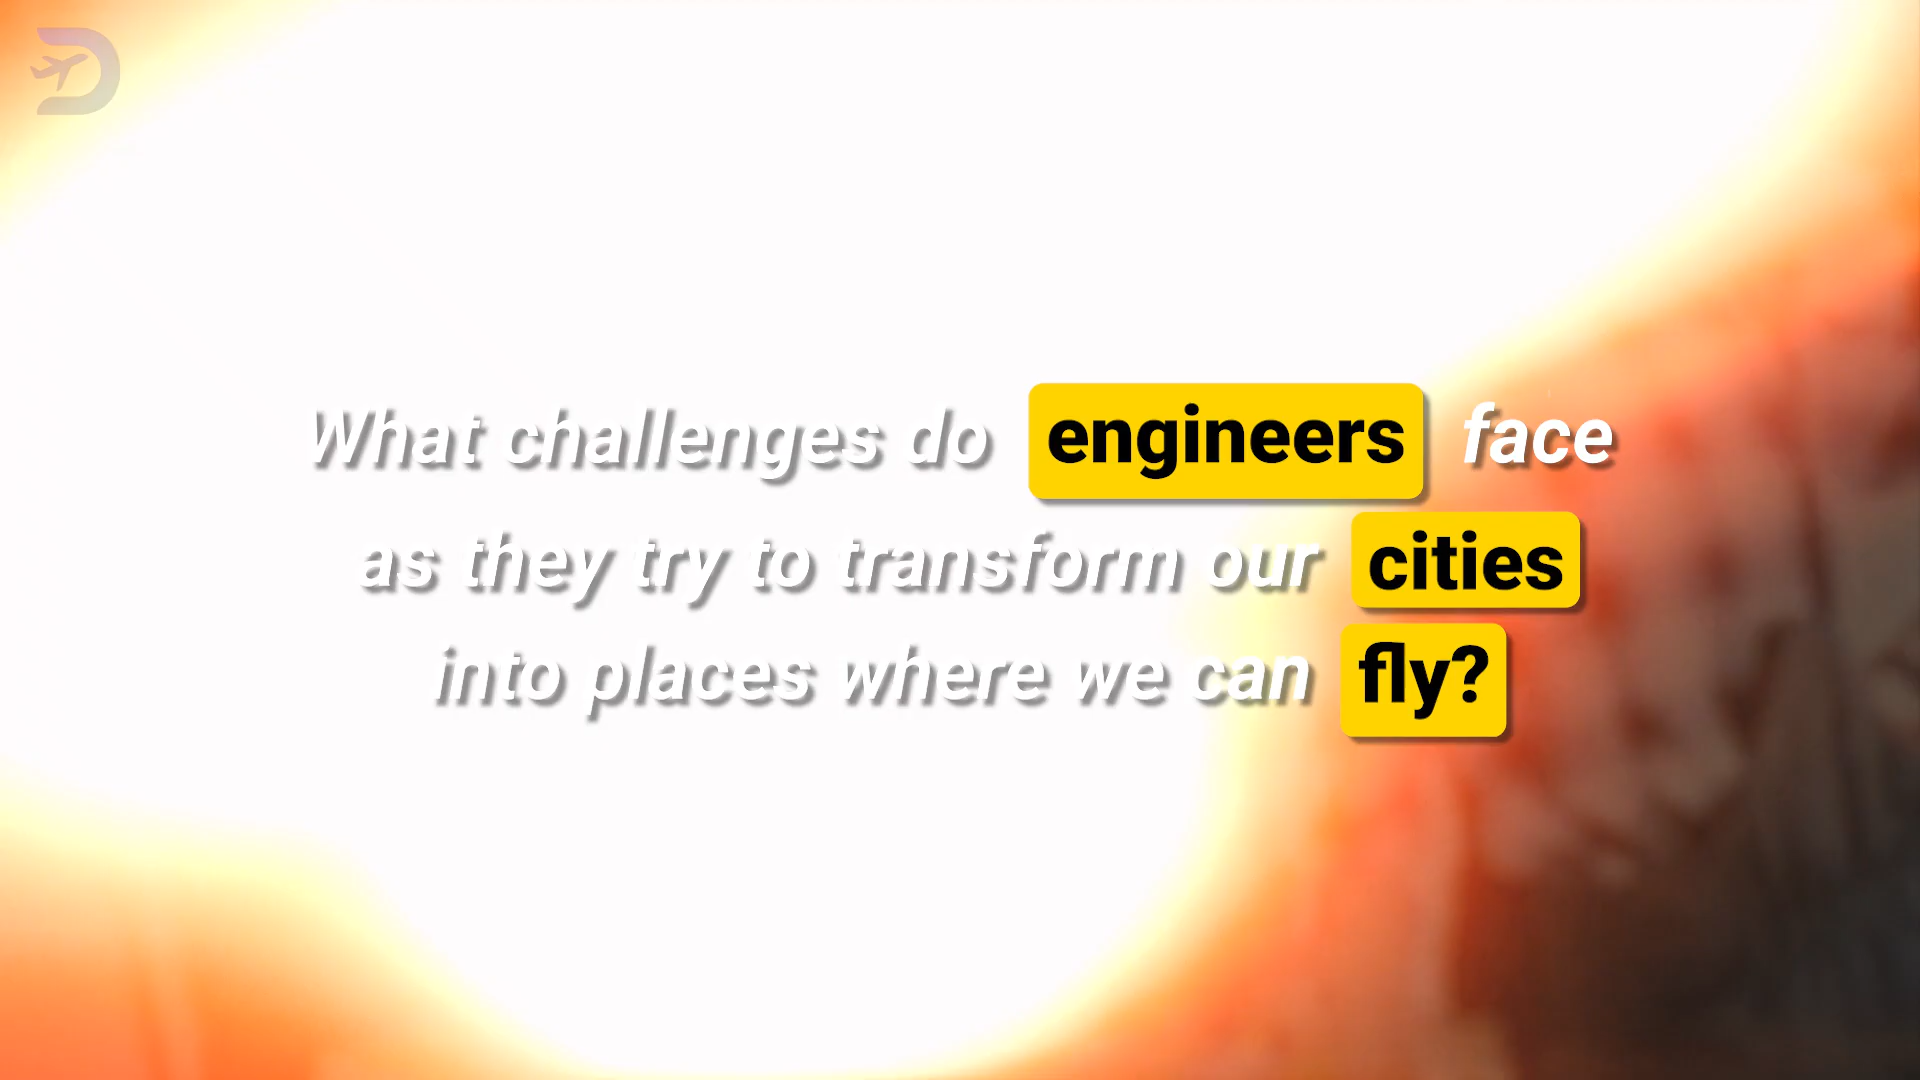 What challenges do engineers face
as they try to transform our cities
into places where we can fly?